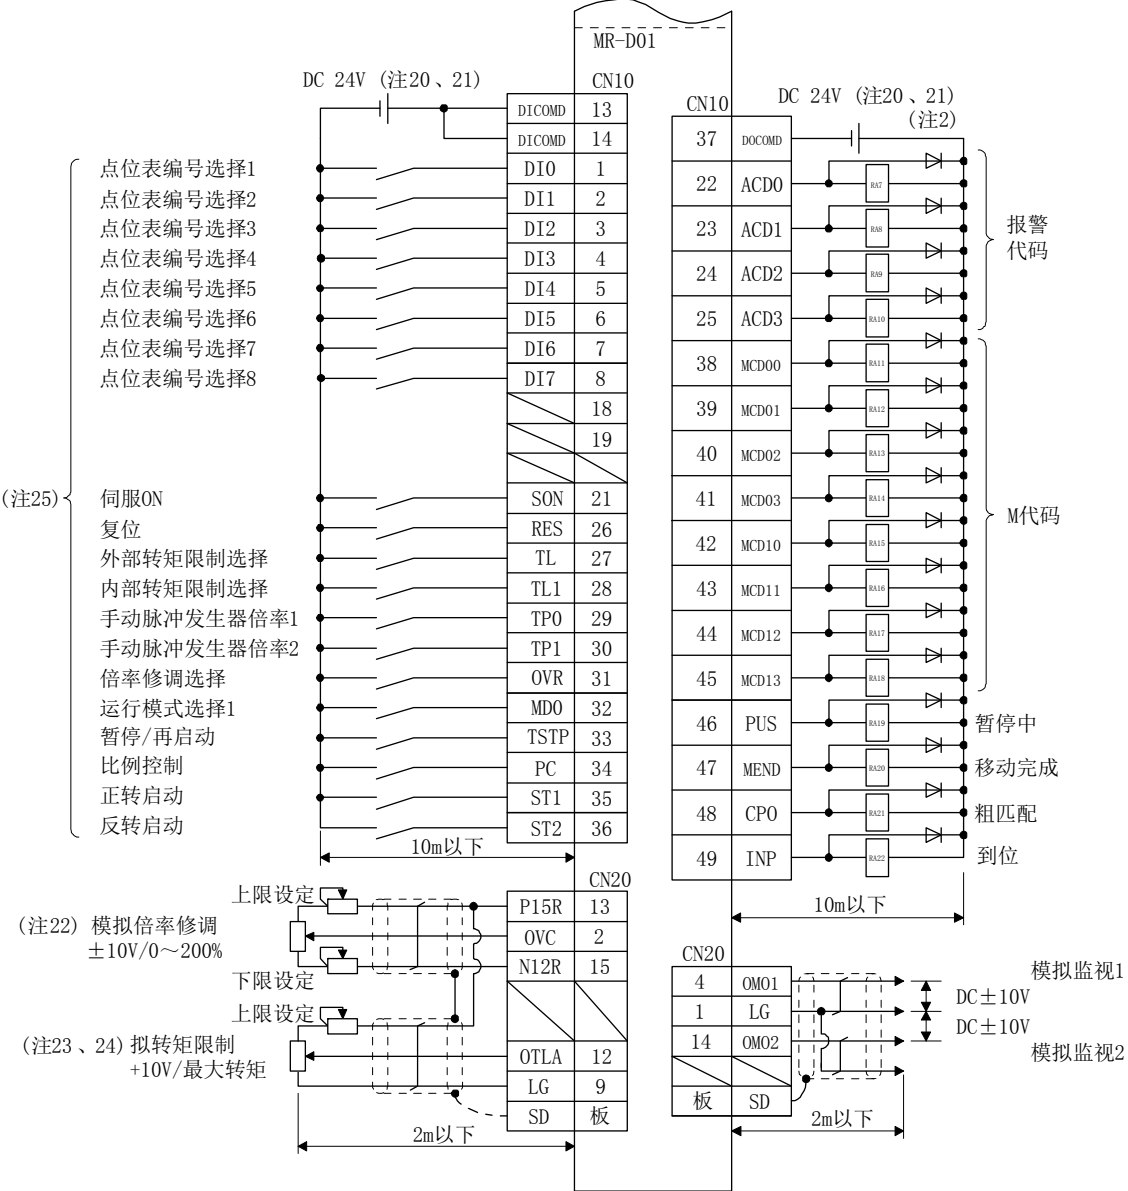 MR-D01
DC 24V (注20、21)
CN10
DICOMD 13
DICOMD 14
点位表编号选择1 DI0 1
点位表编号选择2 DI1 2
点位表编号选择3 DI2 3
点位表编号选择4 DI3 4
点位表编号选择5 DI4 5
点位表编号选择6 DI5 6
点位表编号选择7 DI6 7
点位表编号选择8 DI7 8
18
19
(注25)
伺服ON SON 21
复位 RES 26
外部转矩限制选择 TL 27
内部转矩限制选择 TL1 28
手动脉冲发生器倍率1 TP0 29
手动脉冲发生器倍率2 TP1 30
倍率修调选择 OVR 31
运行模式选择1 MD0 32
暂停/再启动 TSTP 33
比例控制 PC 34
正转启动 ST1 35
反转启动 ST2 36
10m以下
CN20
上限设定
P15R 13
(注22) 模拟倍率修调
±10V/0～200%
OVC 2
N12R 15
下限设定
上限设定
(注23、24) 拟转矩限制
+10V/最大转矩
OTLA 12
LG 9
SD 板
2m以下
CN10
DC 24V (注20、21)
(注2)
37 DOCOMD
22 ACD0 RA7
23 ACD1 RA8
24 ACD2 RA9
25 ACD3 RA10
报警
代码
38 MCD00 RA11
39 MCD01 RA12
40 MCD02 RA13
41 MCD03 RA14
42 MCD10 RA15
43 MCD11 RA16
44 MCD12 RA17
45 MCD13 RA18
M代码
46 PUS RA19 暂停中
47 MEND RA20 移动完成
48 CPO RA21 粗匹配
49 INP RA22 到位
10m以下
CN20
4 OMO1
1 LG
14 OMO2
板 SD
模拟监视1
DC±10V
DC±10V
模拟监视2
2m以下